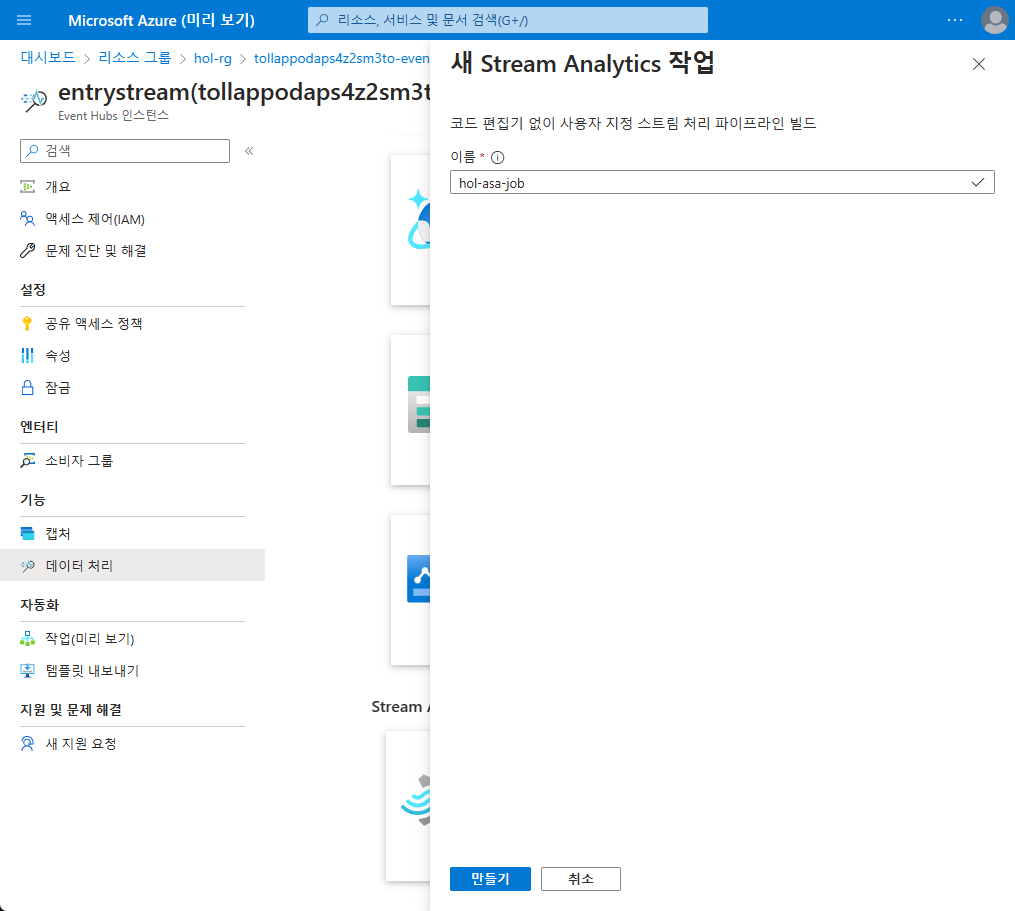 Microsoft Azure (미리 보기)
리소스, 서비스 및 문서 검색(G+/)
대시보드 > 리소스 그룹 > hol-rg > tollappodaps4z2sm3to-even
entrystream(tollappodaps4z2sm3t
Event Hubs 인스턴스
검색
개요
액세스 제어(IAM)
문제 진단 및 해결
설정
공유 액세스 정책
속성
잠금
엔터티
소비자 그룹
기능
캡처
데이터 처리
자동화
작업(미리 보기)
템플릿 내보내기
지원 및 문제 해결
새 지원 요청
Stream
새 Stream Analytics 작업
코드 편집기 없이 사용자 지정 스트림 처리 파이프라인 빌드
이름 *
hol-asa-job
만들기
취소